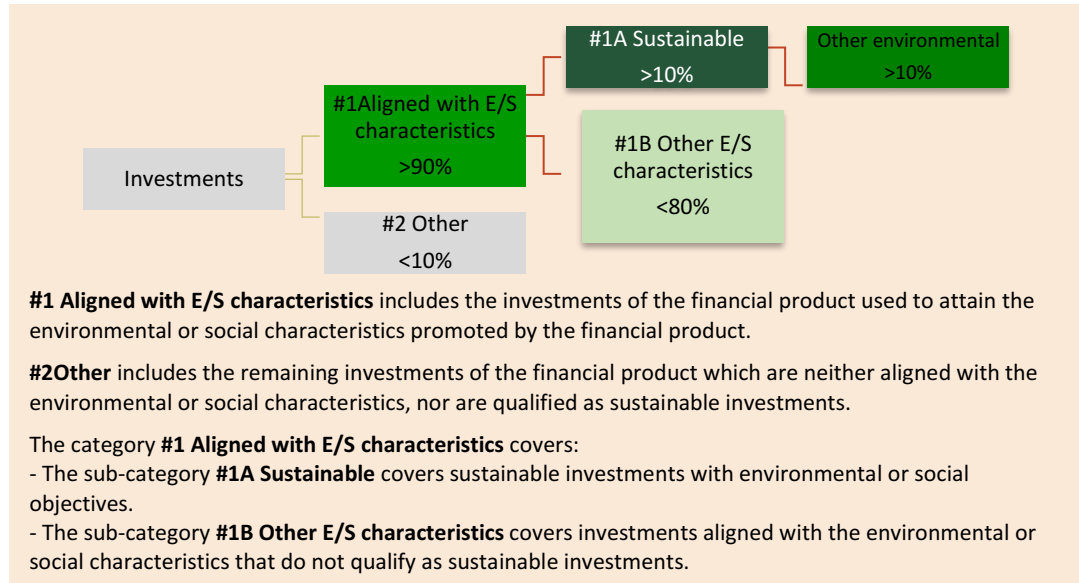 #1A Sustainable
>10%
Other environmental
>10%
#1Aligned with E/S
characteristics
>90%
#1B Other E/S
characteristics
<80%
Investments
#2 Other
<10%
#1 Aligned with E/S characteristics includes the investments of the financial product used to attain the
environmental or social characteristics promoted by the financial product.
#2Other includes the remaining investments of the financial product which are neither aligned with the
environmental or social characteristics, nor are qualified as sustainable investments.
The category #1 Aligned with E/S characteristics covers:
- The sub-category #1A Sustainable covers sustainable investments with environmental or social
objectives.
- The sub-category #1B Other E/S characteristics covers investments aligned with the environmental or
social characteristics that do not qualify as sustainable investments.